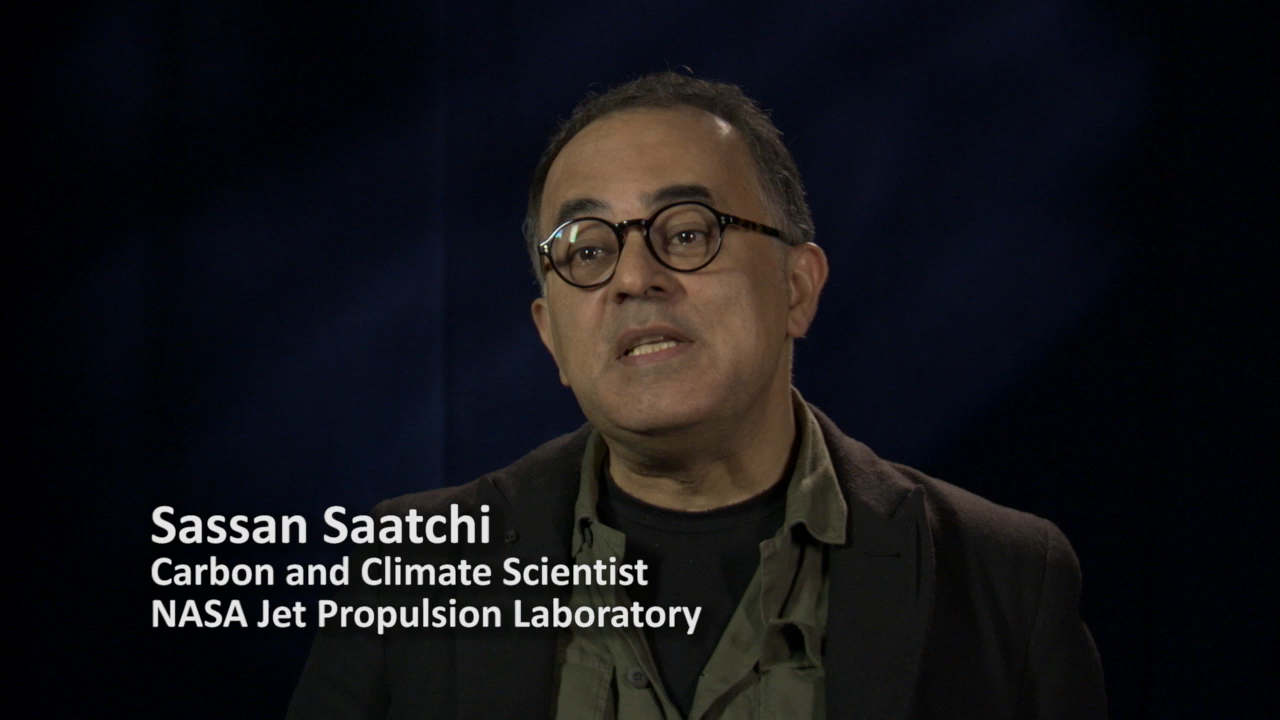 Sassan Saatchi
Carbon and Climate Scientist
NASA Jet Propulsion Laboratory